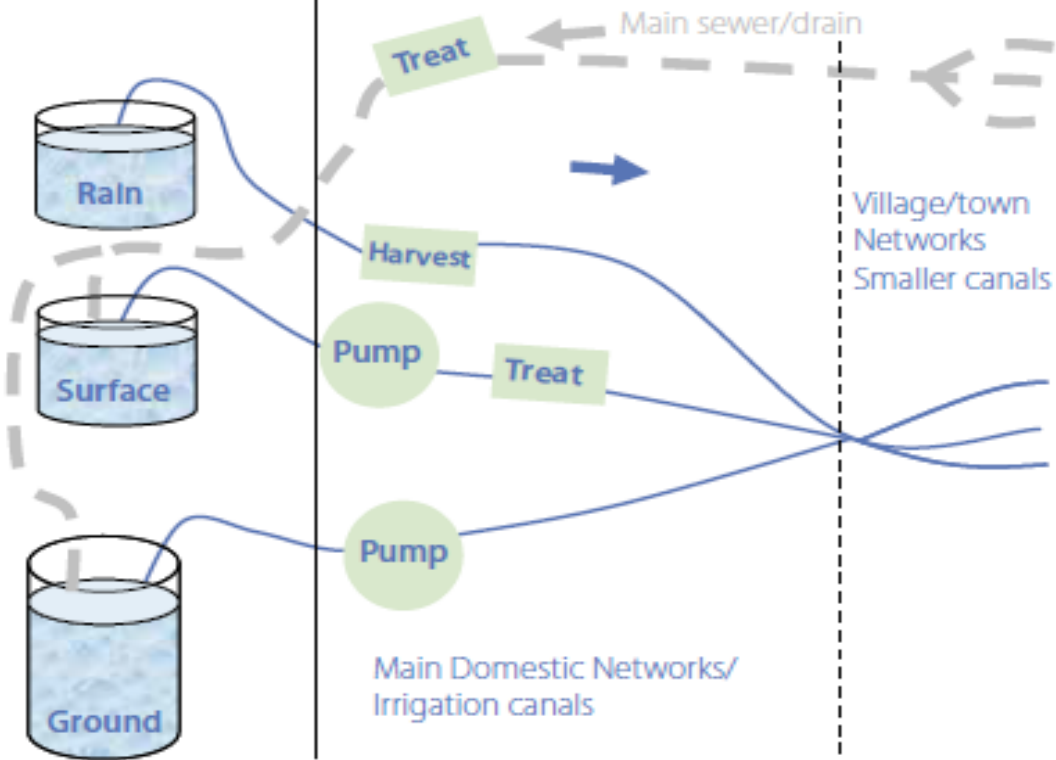 Main sewer/drain
Treat
Rain
Village/town
Networks
Smaller canals
Harvest
Pump
Treat
Surface
Pump
Main Domestic Networks/
Irrigation canals
Ground